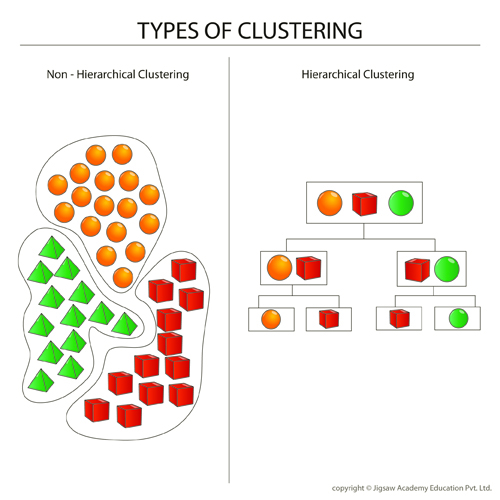 TYPES OF CLUSTERING
Non - Hierarchical Clustering
Hierarchical Clustering
copyright © Jigsaw Academy Education Pvt. Ltd.